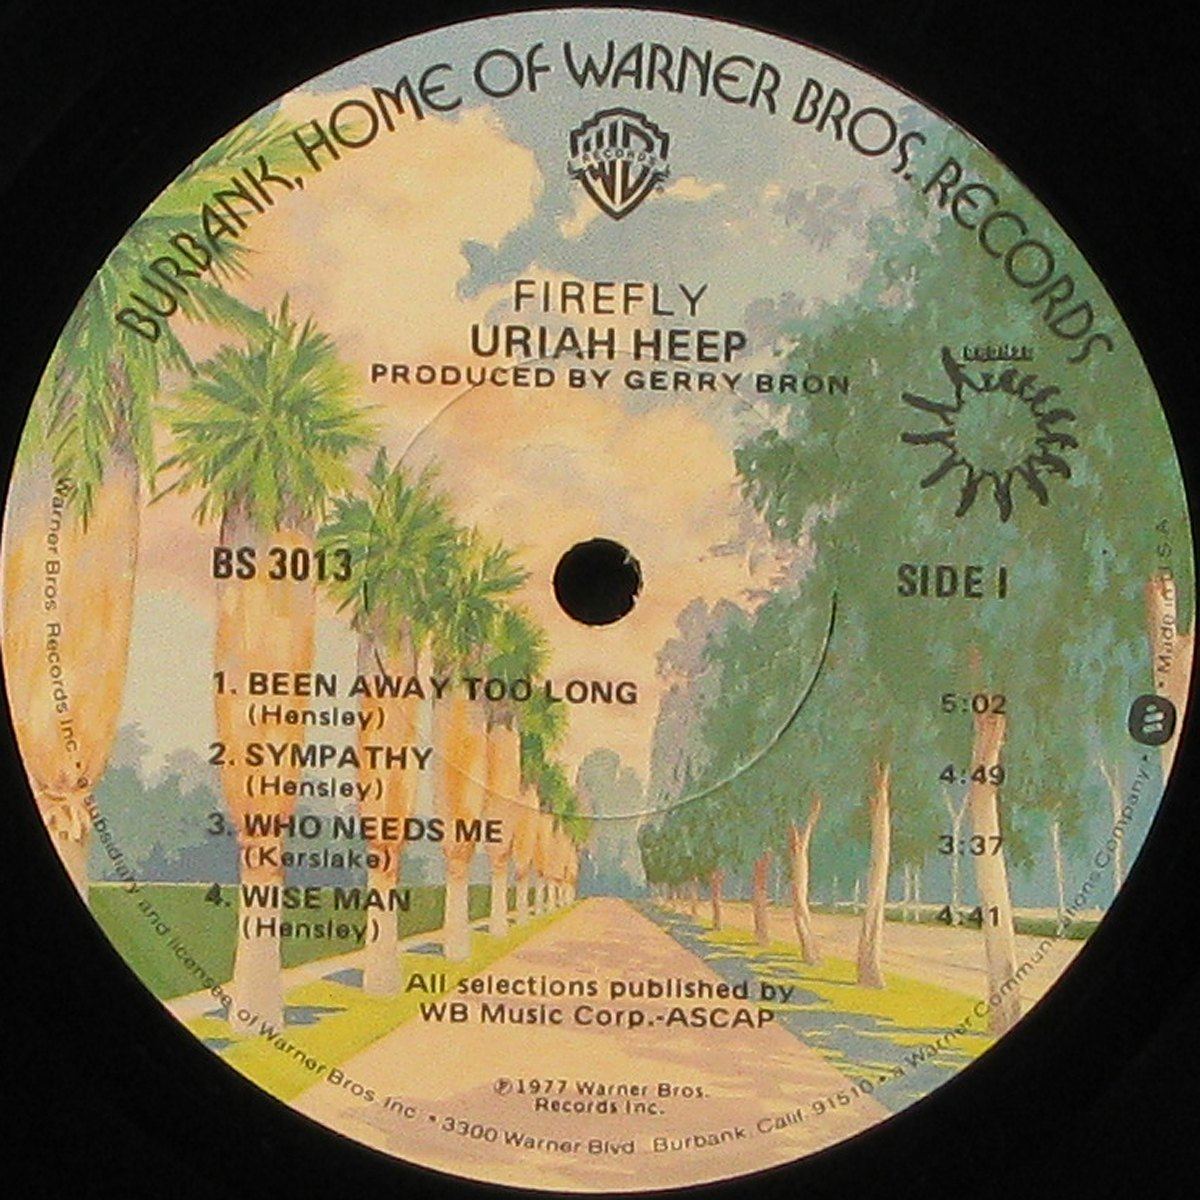 BURBANK, HOME OF WARNER BROS. RECORDS
RECORDS
FIREFLY
URIAH HEEP
PRODUCED BY GERRY BRON
BS 3013
SIDE I
1. BEEN AWAY TOO LONG 5:02
(Hensley)
2. SYMPATHY 4:49
(Hensley)
3. WHO NEEDS ME 3:37
(Kerslake)
4. WISE MAN 4:41
(Hensley)
All selections published by
WB Music Corp.-ASCAP
℗1977 Warner Bros.
Records Inc.
Warner Bros. Records Inc. • a subsidiary and licensee of Warner Bros. Inc. • 3300 Warner Blvd. Burbank, Calif. 91510 • a Warner Communications Company • Made in U.S.A.